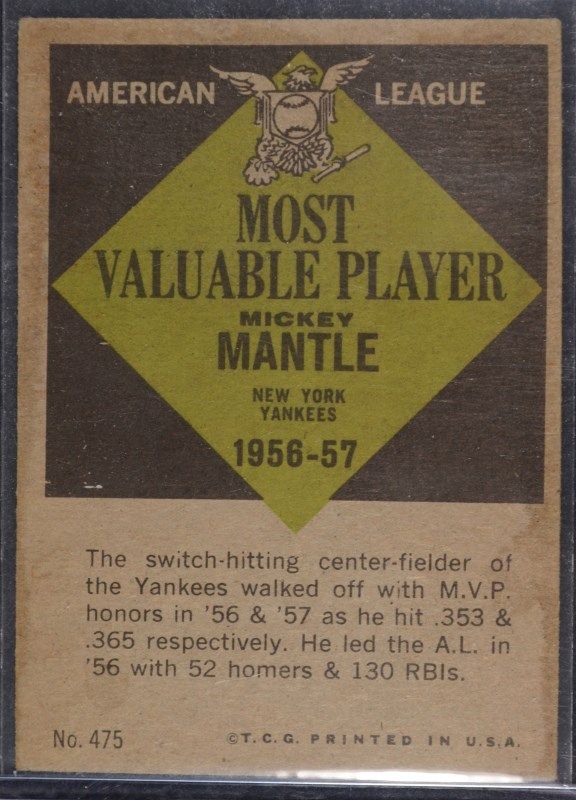 AMERICAN LEAGUE
MOST
VALUABLE PLAYER
MICKEY
MANTLE
NEW YORK
YANKEES
1956-57
The switch-hitting center-fielder of
the Yankees walked off with M.V.P.
honors in '56 & '57 as he hit .353 &
.365 respectively. He led the A.L. in
'56 with 52 homers & 130 RBIs.
No. 475 ©T.C.G. PRINTED IN U.S.A.